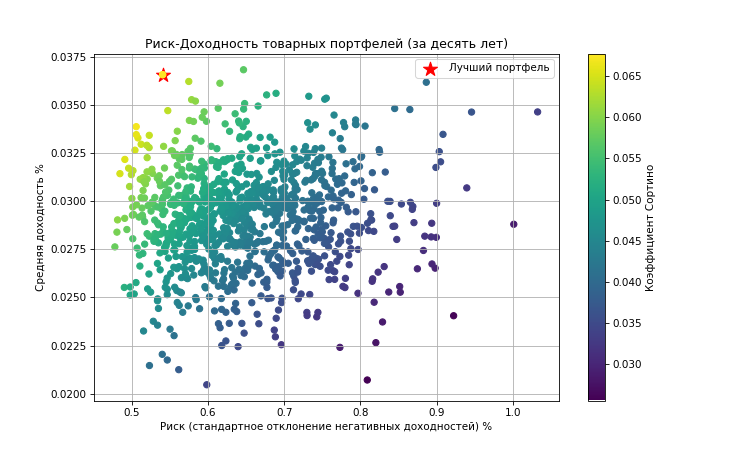 Риск-Доходность товарных портфелей (за десять лет)
Лучший портфель
Средняя доходность %
0.0375
0.0350
0.0325
0.0300
0.0275
0.0250
0.0225
0.0200
0.5 0.6 0.7 0.8 0.9 1.0
Риск (стандартное отклонение негативных доходностей) %
0.065
0.060
0.055
0.050
0.045
0.040
0.035
0.030
Коэффициент Сортино